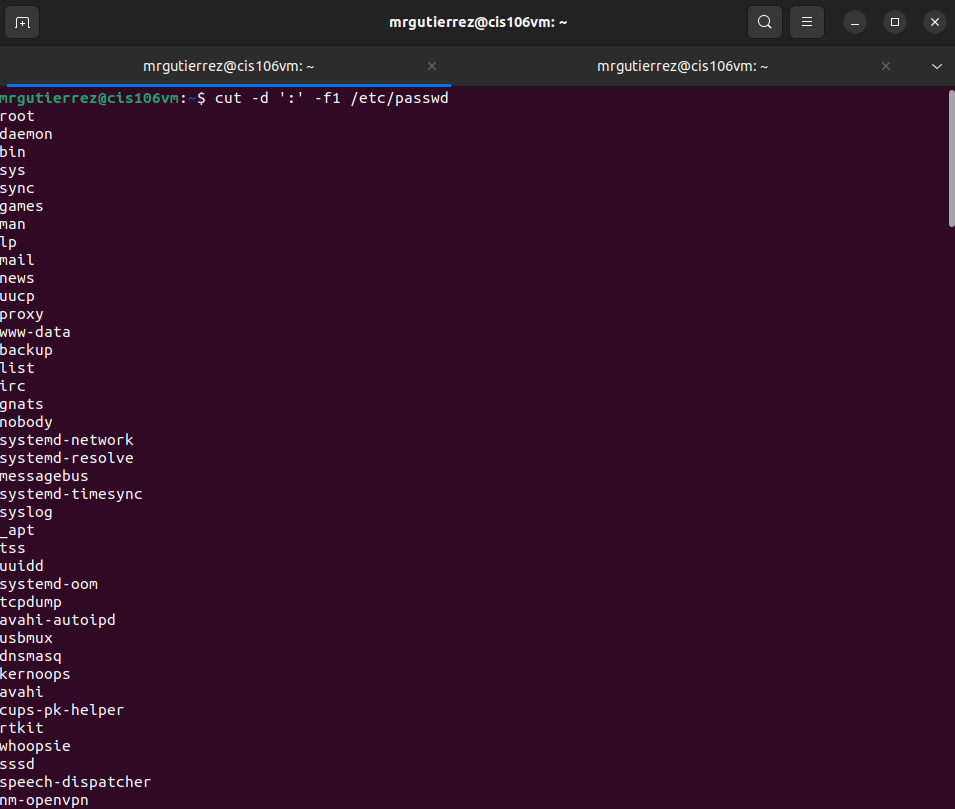 mrgutierrez@cis106vm: ~
mrgutierrez@cis106vm: ~
mrgutierrez@cis106vm: ~
mrgutierrez@cis106vm:~$ cut -d ':' -f1 /etc/passwd
root
daemon
bin
sys
sync
games
man
lp
mail
news
uucp
proxy
www-data
backup
list
irc
gnats
nobody
systemd-network
systemd-resolve
messagebus
systemd-timesync
syslog
_apt
tss
uuidd
systemd-oom
tcpdump
avahi-autoipd
usbmux
dnsmasq
kernoops
avahi
cups-pk-helper
rtkit
whoopsie
sssd
speech-dispatcher
nm-openvpn